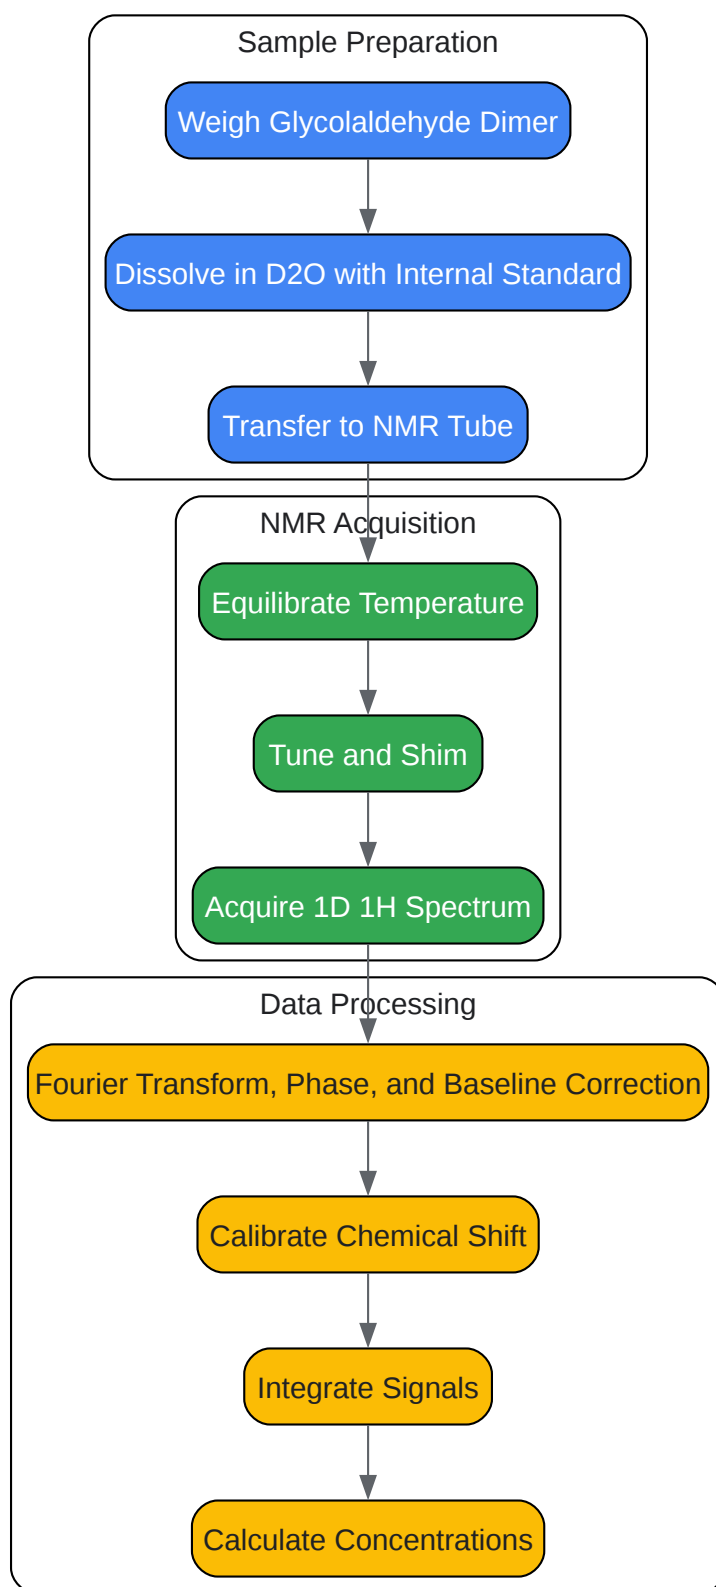 Sample Preparation
Weigh Glycolaldehyde Dimer
Dissolve in D2O with Internal Standard
Transfer to NMR Tube
NMR Acquisition
Equilibrate Temperature
Tune and Shim
Acquire 1D 1H Spectrum
Data Processing
Fourier Transform, Phase, and Baseline Correction
Calibrate Chemical Shift
Integrate Signals
Calculate Concentrations